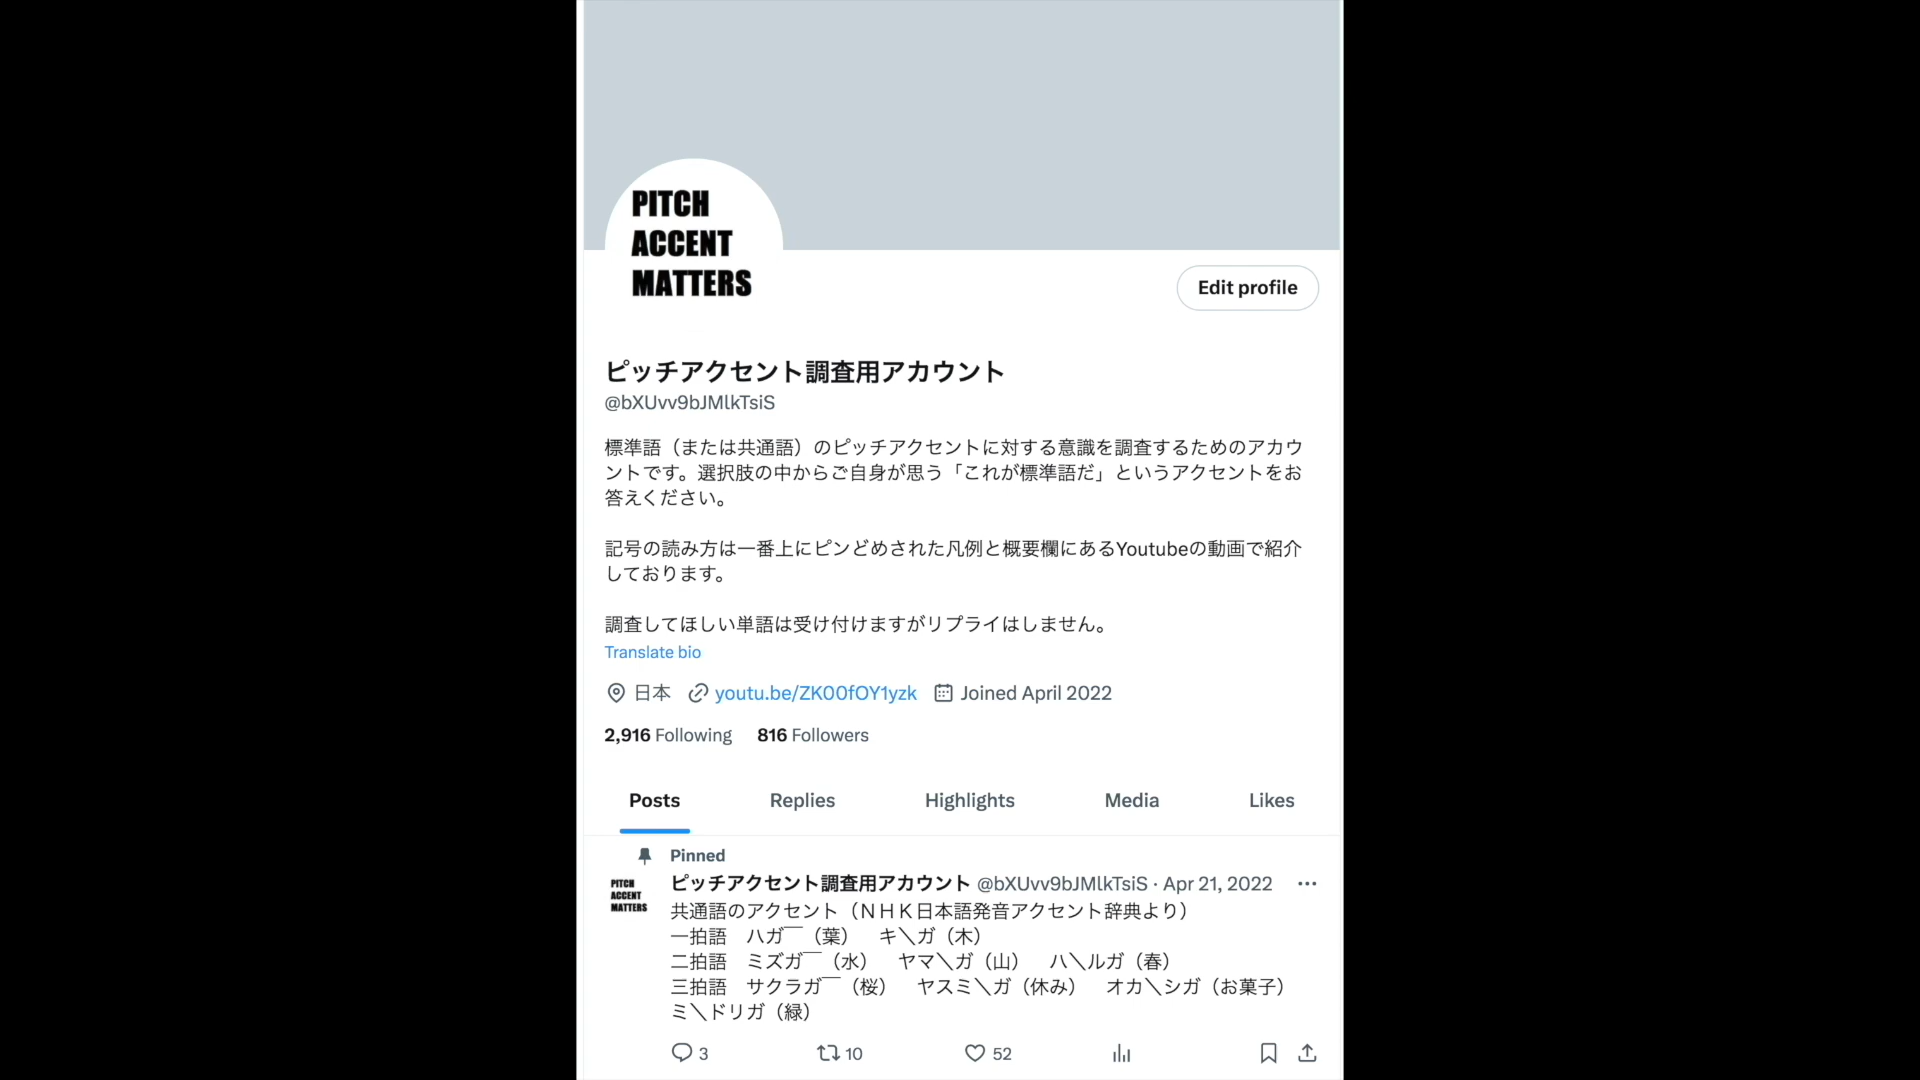 PITCH
ACCENT
MATTERS
Edit profile
ピッチアクセント調査用アカウント
@bXUvv9bJMlkTsiS
標準語（または共通語）のピッチアクセントに対する意識を調査するためのアカウ
ントです。選択肢の中からご自身が思う「これが標準語だ」というアクセントをお
答えください。
記号の読み方は一番上にピンどめされた凡例と概要欄にあるYoutubeの動画で紹介
しております。
調査してほしい単語は受け付けますがリプライはしません。
Translate bio
日本 youtu.be/ZK00fOY1yzk Joined April 2022
2,916 Following 816 Followers
Posts Replies Highlights Media Likes
Pinned
PITCH
ACCENT
MATTERS
ピッチアクセント調査用アカウント @bXUvv9bJMlkTsiS · Apr 21, 2022
共通語のアクセント（ＮＨＫ日本語発音アクセント辞典より）
一拍語　ハガ￣（葉）　キ＼ガ（木）
二拍語　ミズガ￣（水）　ヤマ＼ガ（山）　ハ＼ルガ（春）
三拍語　サクラガ￣（桜）　ヤスミ＼ガ（休み）　オカ＼シガ（お菓子）
ミ＼ドリガ（緑）
3 10 52